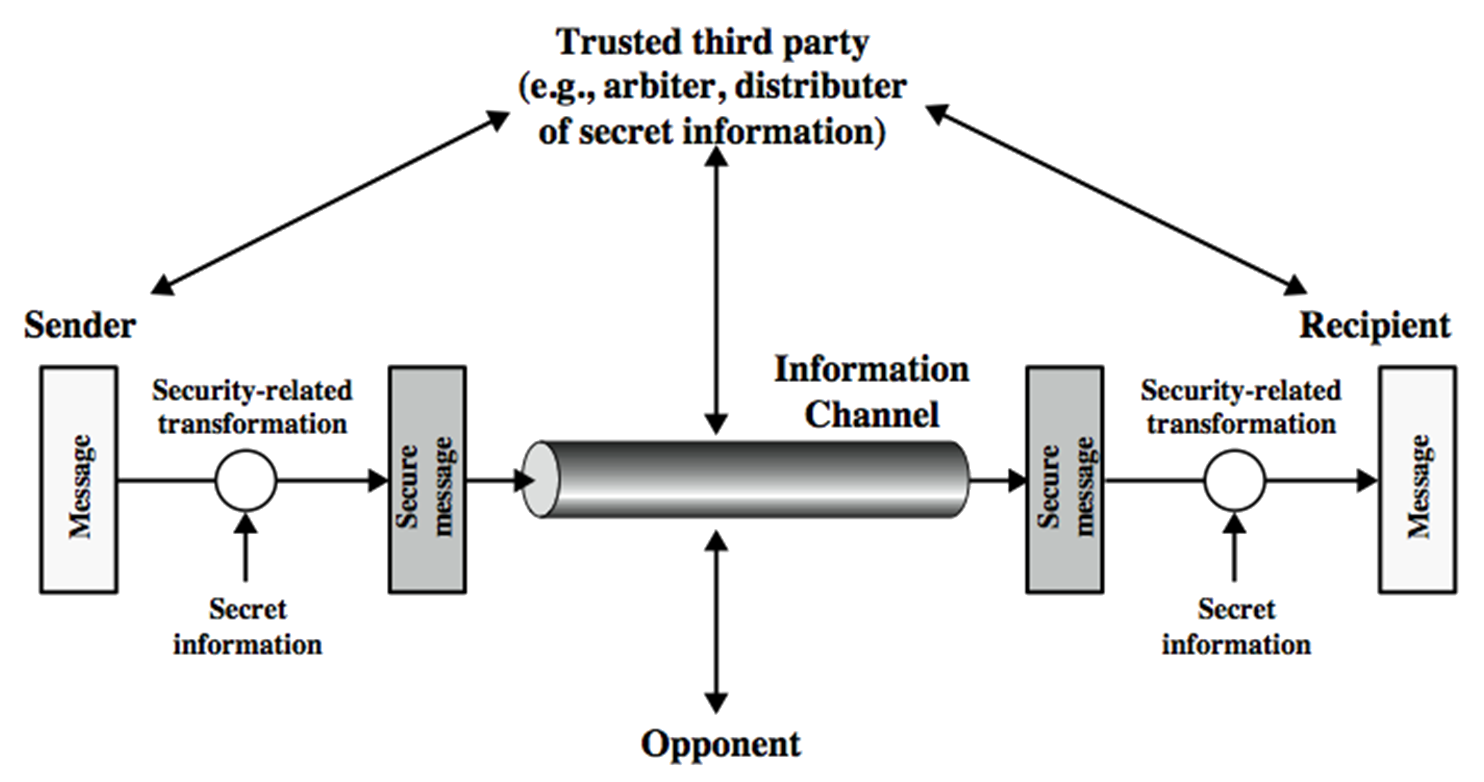 Trusted third party
(e.g., arbiter, distributer
of secret information)
Sender
Recipient
Information
Channel
Security-related
transformation
Security-related
transformation
Message
Secure
message
Secure
message
Message
Secret
information
Secret
information
Opponent